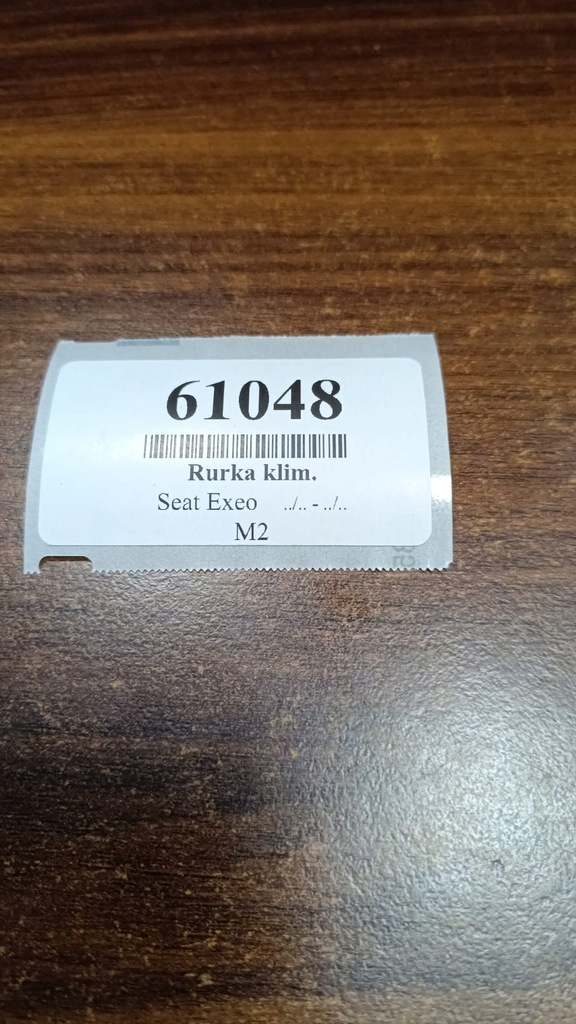 61048
Rurka klim.
Seat Exeo ../.. - ../..
M2